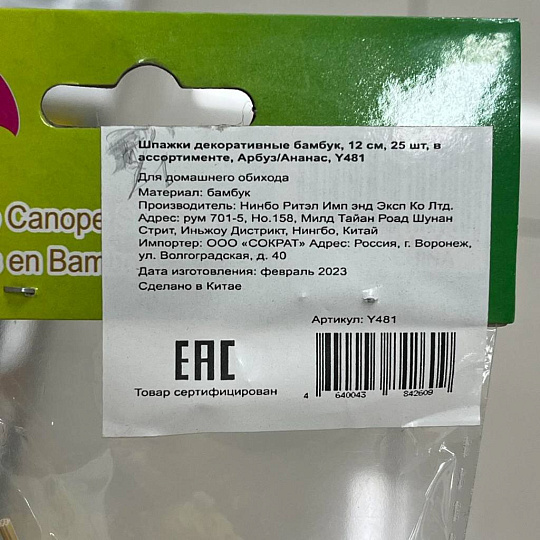 Шпажки декоративные бамбук, 12 см, 25 шт, в
ассортименте, Арбуз/Ананас, Y481
Для домашнего обихода
Материал: бамбук
Производитель: Нинбо Ритэл Имп энд Эксп Ко Лтд.
Адрес: рум 701-5, Но.158, Милд Тайан Роад Шунан
Стрит, Иньжоу Дистрикт, Нингбо, Китай
Импортер: ООО «СОКРАТ» Адрес: Россия, г. Воронеж,
ул. Волгоградская, д. 40
Дата изготовления: февраль 2023
Сделано в Китае
Артикул: Y481
EAC
Товар сертифицирован
4 640043 842609
Canope
en Bam